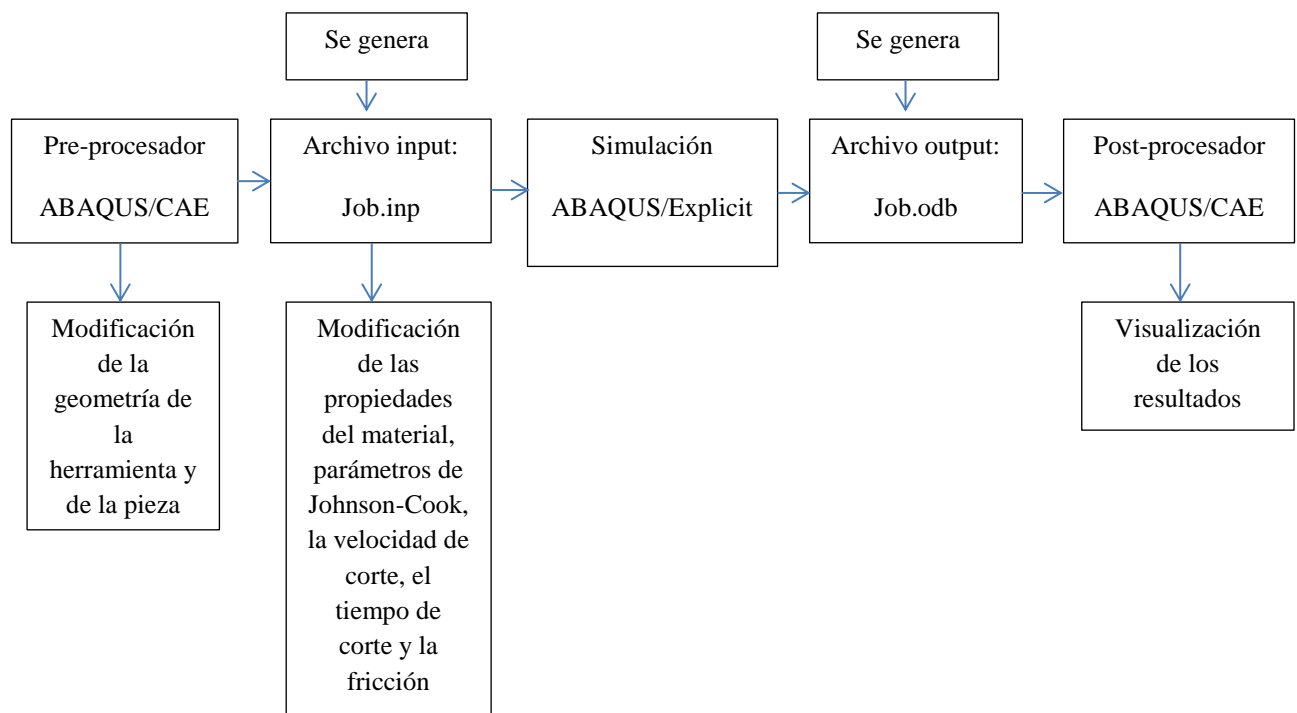 Se genera
Se genera
Pre-procesador
ABAQUS/CAE
Archivo input:
Job.inp
Simulación
ABAQUS/Explicit
Archivo output:
Job.odb
Post-procesador
ABAQUS/CAE
Modificación
de la
geometría de
la
herramienta y
de la pieza
Modificación
de las
propiedades
del material,
parámetros de
Johnson-Cook,
la velocidad de
corte, el
tiempo de
corte y la
fricción
Visualización
de los
resultados